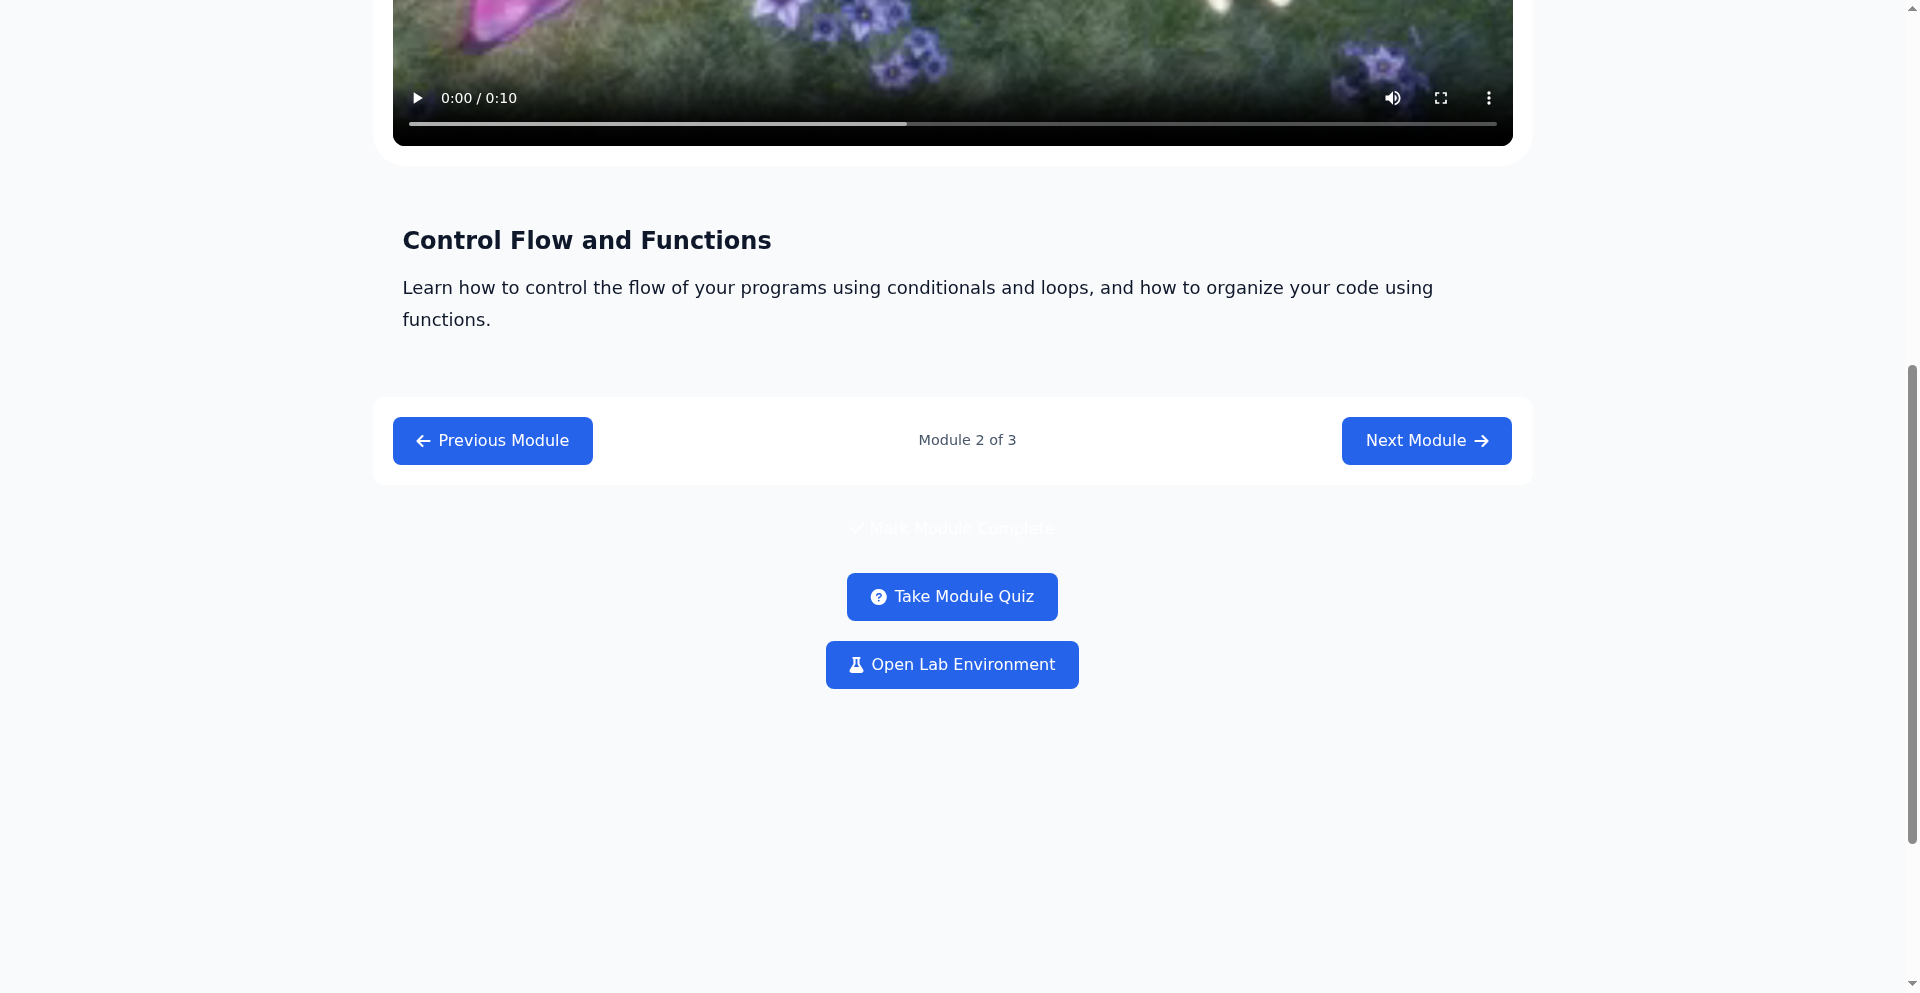 0:00 / 0:10
Control Flow and Functions
Learn how to control the flow of your programs using conditionals and loops, and how to organize your code using
functions.
Previous Module
Module 2 of 3
Next Module
Mark Module Complete
Take Module Quiz
Open Lab Environment